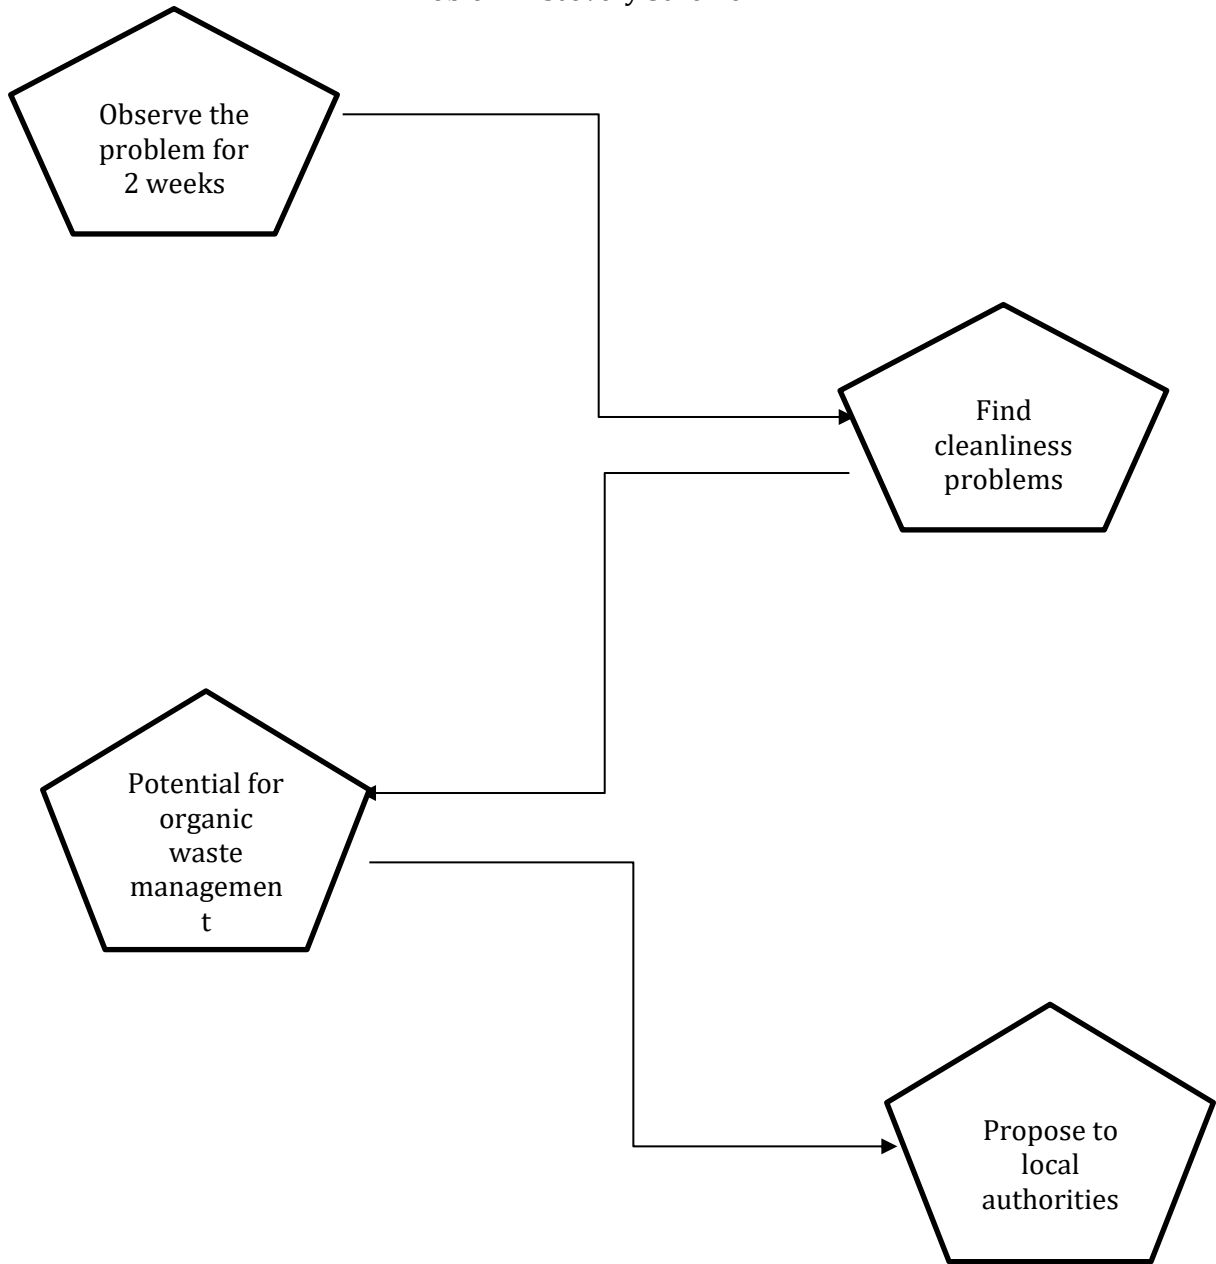 Observe the
problem for
2 weeks
Find
cleanliness
problems
Potential for
organic
waste
managemen
t
Propose to
local
authorities